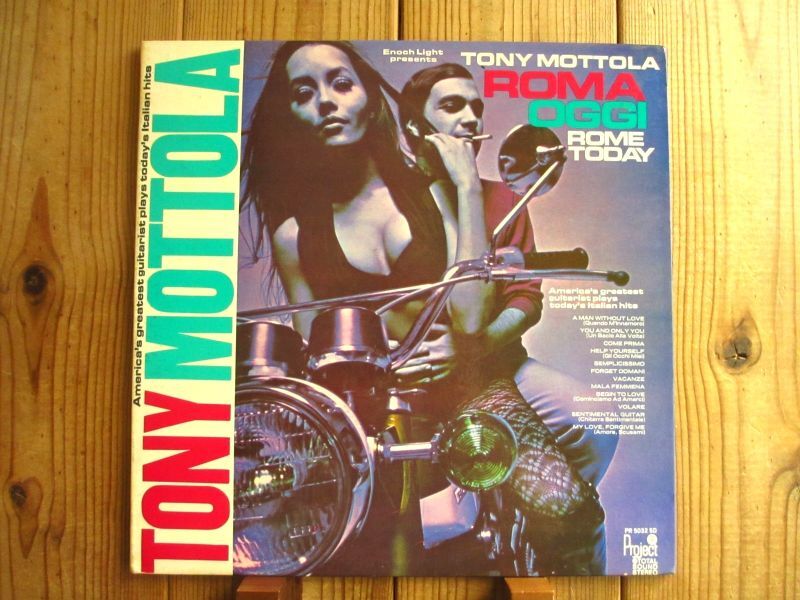 America's greatest guitarist plays today's Italian hits
TONY MOTTOLA
Enoch Light
presents
TONY MOTTOLA
ROMA
OGGI
ROME
TODAY
America's greatest
guitarist plays
today's Italian hits
A MAN WITHOUT LOVE
(Quando M'Innamoro)
YOU AND ONLY YOU
(Un Bacio Alla Volta)
COME PRIMA
HELP YOURSELF
(Gli Occhi Miei)
SEMPLICISSIMO
FORGET DOMANI
VACANZE
MALA FEMMENA
BEGIN TO LOVE
(Cominciamo Ad Amarci)
VOLARE
SENTIMENTAL GUITAR
(Chitarra Sentimentale)
MY LOVE, FORGIVE ME
(Amore, Scusami)
PR 5032 SD
Project 3
TOTAL
SOUND
STEREO